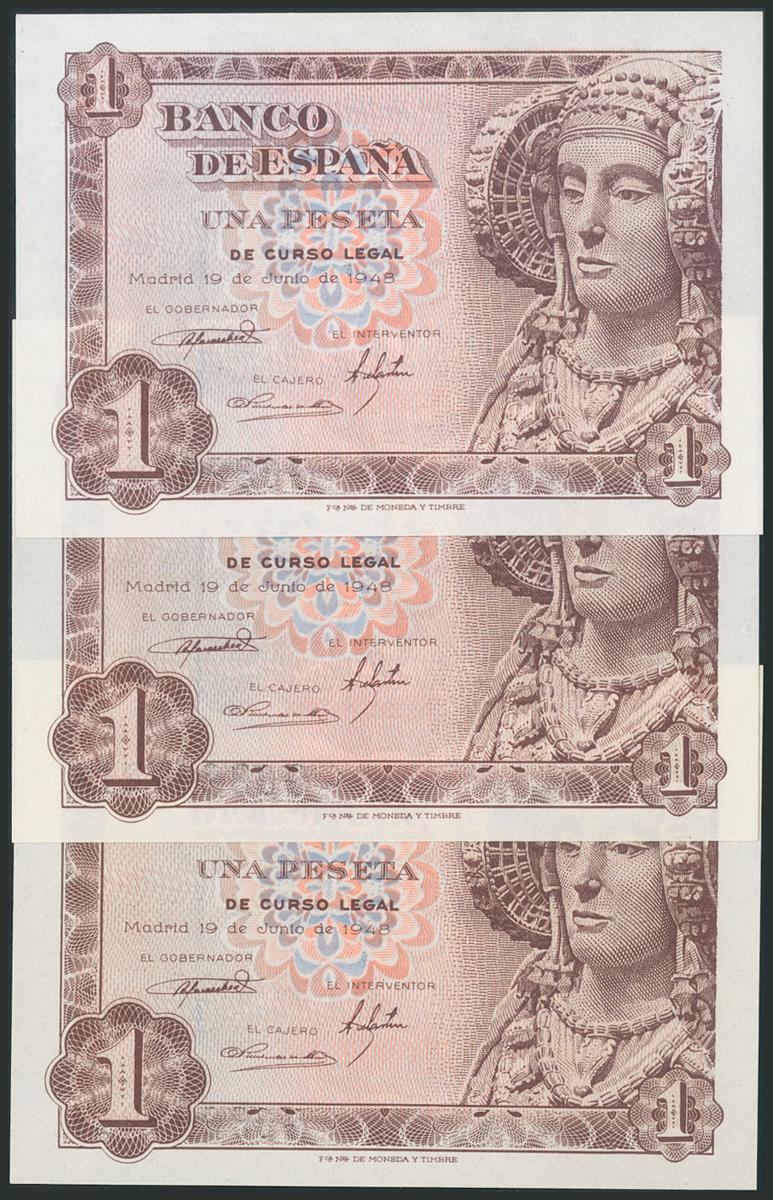 1
BANCO
DE ESPAÑA
UNA PESETA
DE CURSO LEGAL
Madrid 19 de Junio de 1948
EL GOBERNADOR
EL INTERVENTOR
EL CAJERO
1
1
Fca Nal DE MONEDA Y TIMBRE
DE CURSO LEGAL
Madrid 19 de Junio de 1948
EL GOBERNADOR
EL INTERVENTOR
EL CAJERO
1
1
Fca Nal DE MONEDA Y TIMBRE
UNA PESETA
DE CURSO LEGAL
Madrid 19 de Junio de 1948
EL GOBERNADOR
EL INTERVENTOR
EL CAJERO
1
1
Fca Nal DE MONEDA Y TIMBRE